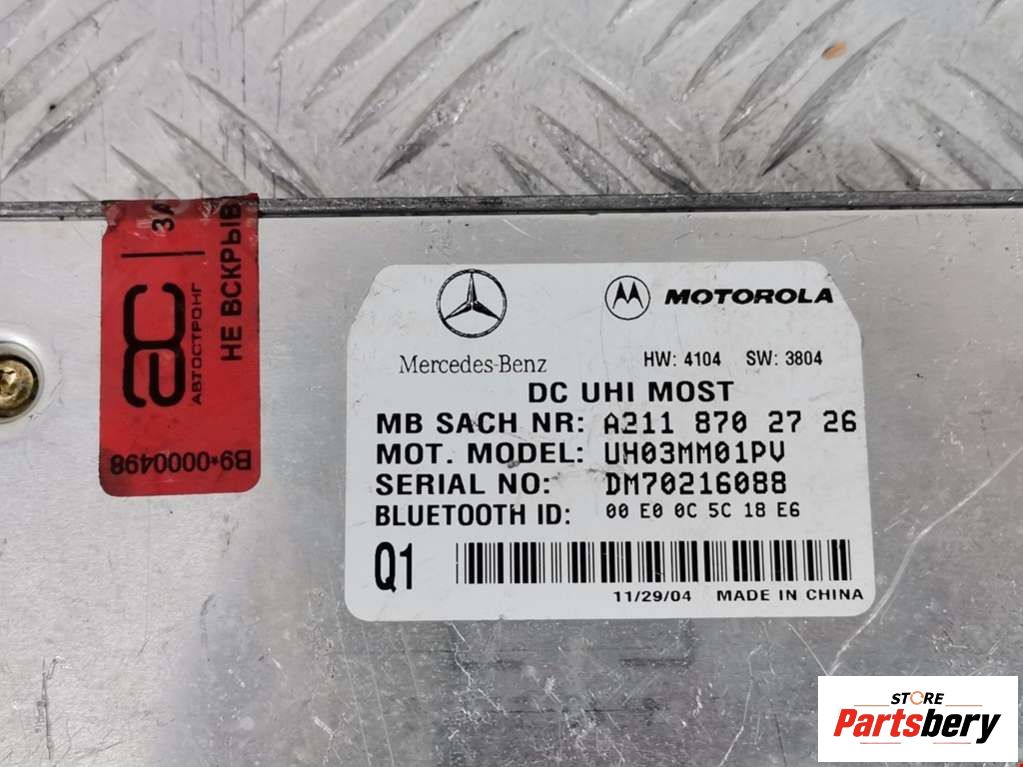 НЕ ВСКРЫВ
АВТОСТРОНГ
В9*0000498
Mercedes-Benz
MOTOROLA
HW: 4104 SW: 3804
DC UHI MOST
MB SACH NR: A211 870 27 26
MOT. MODEL: UH03MM01PV
SERIAL NO: DM70216088
BLUETOOTH ID: 00 E0 0C 5C 18 E6
Q1
11/29/04 MADE IN CHINA
STORE
Partsbery